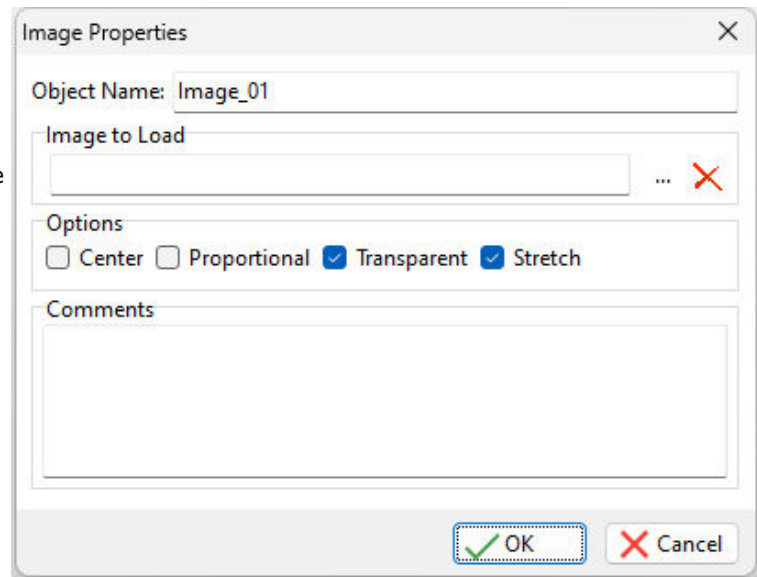 Image Properties
Object Name: Image_01
Image to Load
e
...
Options
Center Proportional Transparent Stretch
Comments
OK Cancel